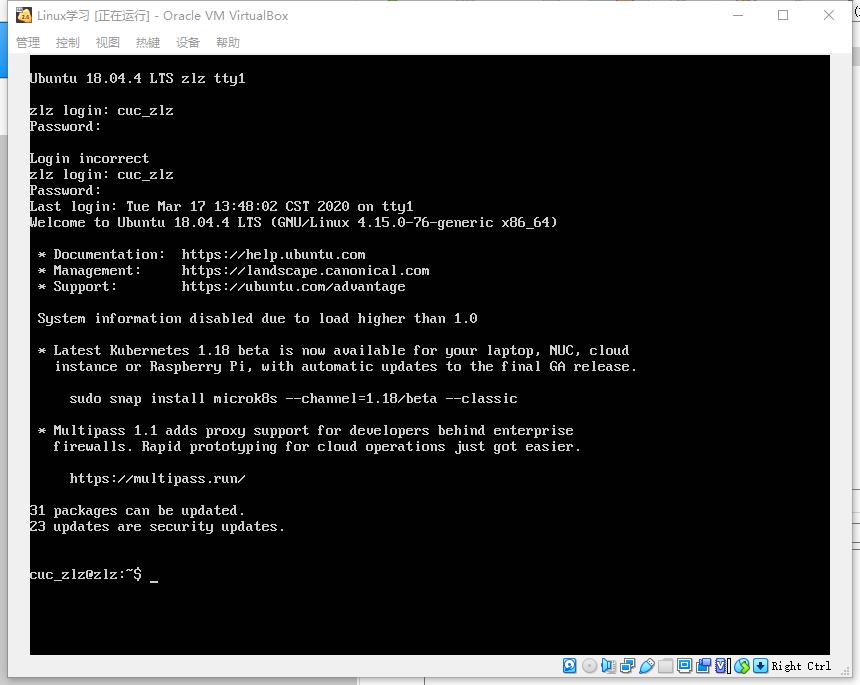 Linux学习 [正在运行] - Oracle VM VirtualBox
管理 控制 视图 热键 设备 帮助
Ubuntu 18.04.4 LTS zlz tty1
zlz login: cuc_zlz
Password:
Login incorrect
zlz login: cuc_zlz
Password:
Last login: Tue Mar 17 13:48:02 CST 2020 on tty1
Welcome to Ubuntu 18.04.4 LTS (GNU/Linux 4.15.0-76-generic x86_64)
* Documentation:  https://help.ubuntu.com
* Management:     https://landscape.canonical.com
* Support:        https://ubuntu.com/advantage
System information disabled due to load higher than 1.0
* Latest Kubernetes 1.18 beta is now available for your laptop, NUC, cloud
instance or Raspberry Pi, with automatic updates to the final GA release.
sudo snap install microk8s --channel=1.18/beta --classic
* Multipass 1.1 adds proxy support for developers behind enterprise
firewalls. Rapid prototyping for cloud operations just got easier.
https://multipass.run/
31 packages can be updated.
23 updates are security updates.
cuc_zlz@zlz:~$ _
Right Ctrl